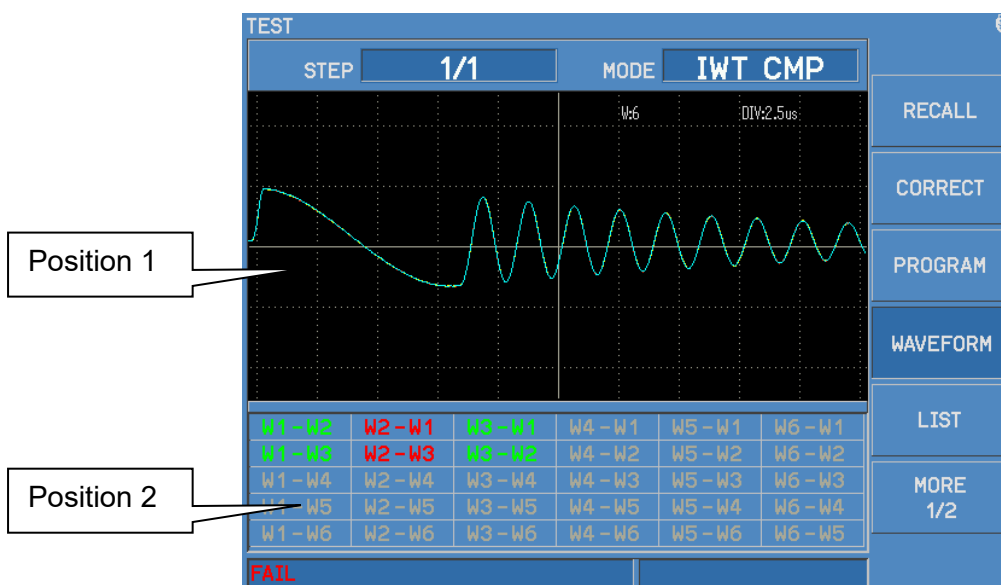 TEST
STEP 1/1 MODE IWT CMP
W:6 DIV:2.5us
RECALL
CORRECT
PROGRAM
WAVEFORM
LIST
MORE
1/2
Position 1
Position 2
W1-W2 W2-W1 W3-W1 W4-W1 W5-W1 W6-W1
W1-W3 W2-W3 W3-W2 W4-W2 W5-W2 W6-W2
W1-W4 W2-W4 W3-W4 W4-W3 W5-W3 W6-W3
W1-W5 W2-W5 W3-W5 W4-W5 W5-W4 W6-W4
W1-W6 W2-W6 W3-W6 W4-W6 W5-W6 W6-W5
FAIL